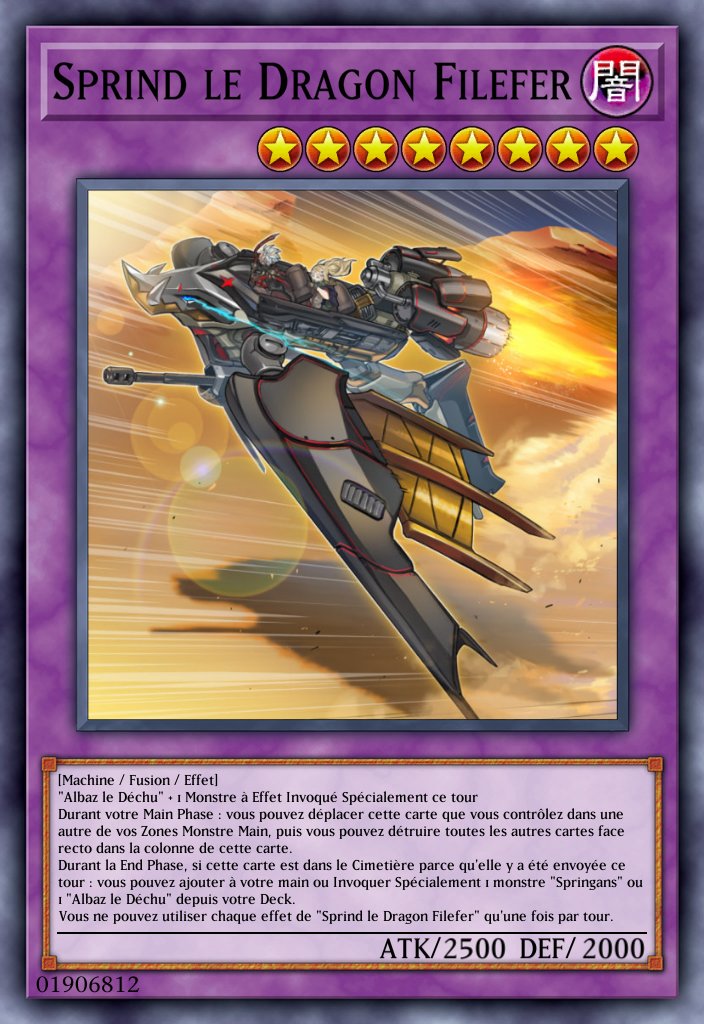 Sprind le Dragon Filefer
闇
[Machine / Fusion / Effet]
"Albaz le Déchu" + 1 Monstre à Effet Invoqué Spécialement ce tour
Durant votre Main Phase : vous pouvez déplacer cette carte que vous contrôlez dans une
autre de vos Zones Monstre Main, puis vous pouvez détruire toutes les autres cartes face
recto dans la colonne de cette carte.
Durant la End Phase, si cette carte est dans le Cimetière parce qu'elle y a été envoyée ce
tour : vous pouvez ajouter à votre main ou Invoquer Spécialement 1 monstre "Springans" ou
1 "Albaz le Déchu" depuis votre Deck.
Vous ne pouvez utiliser chaque effet de "Sprind le Dragon Filefer" qu'une fois par tour.
ATK/2500 DEF/2000
01906812